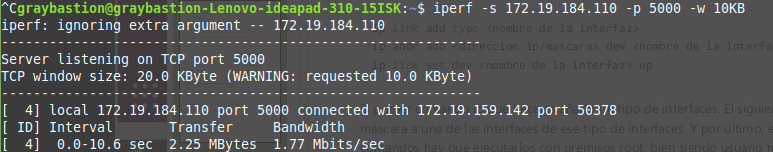 ^Cgraybastion@graybastion-Lenovo-ideapad-310-15ISK:~$ iperf -s 172.19.184.110 -p 5000 -w 10KB
iperf: ignoring extra argument -- 172.19.184.110
ip link add type <nombre de la interfaz>
------------------------------------------------------------
Server listening on TCP port 5000
ip addr add <direccion ip/mascara> dev <nombre de la interfa
TCP window size: 20.0 KByte (WARNING: requested 10.0 KByte)
ip link set dev <nombre de la interfaz> up
------------------------------------------------------------
[  4] local 172.19.184.110 port 5000 connected with 172.19.159.142 port 50378
tipo de interfaces. El siguie
[ ID] Interval       Transfer     Bandwidth
máscara a una de las interfaces de ese tipo de interfaces. Y por último, e
[  4]  0.0-10.6 sec  2.25 MBytes  1.77 Mbits/sec
andos hay que ejecutarlos con premisos root, bien siendo usuario r